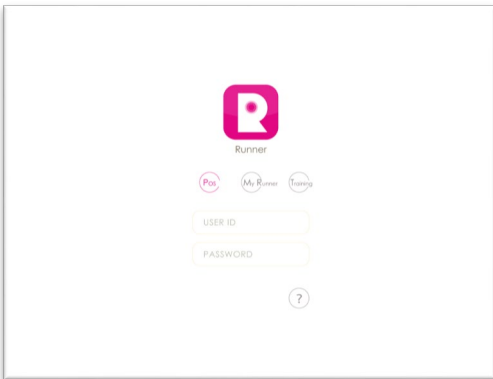 R
Runner
Pos My Runner Training
USER ID
PASSWORD
?